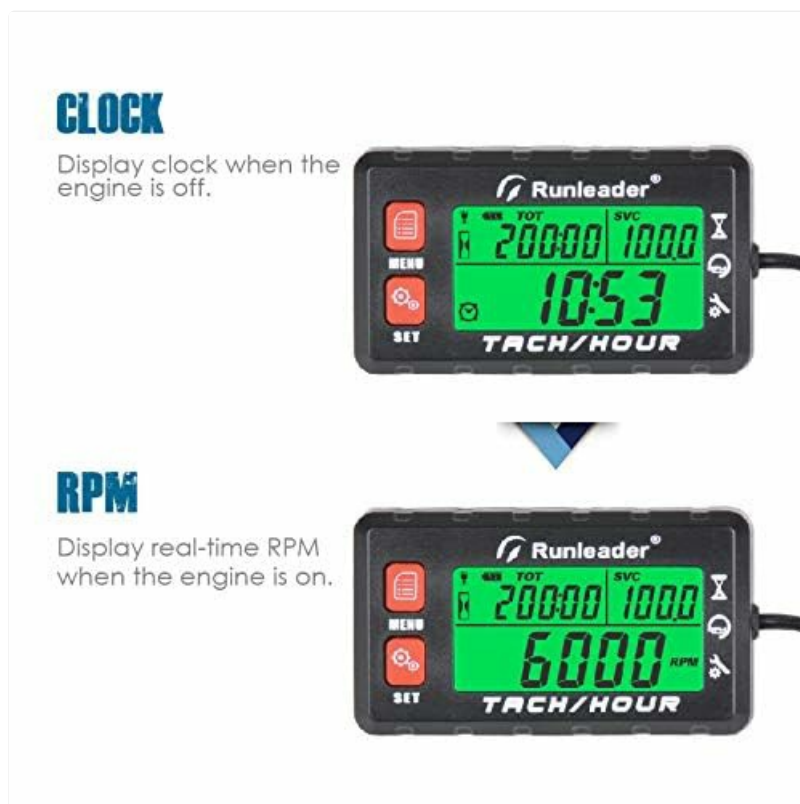 CLOCK
Display clock when the
engine is off.
Runleader®
TOT SVC
200:00 100.0
MENU
10:53
SET
TACH/HOUR
RPM
Display real-time RPM
when the engine is on.
Runleader®
TOT SVC
200:00 100.0
MENU
6000 RPM
SET
TACH/HOUR